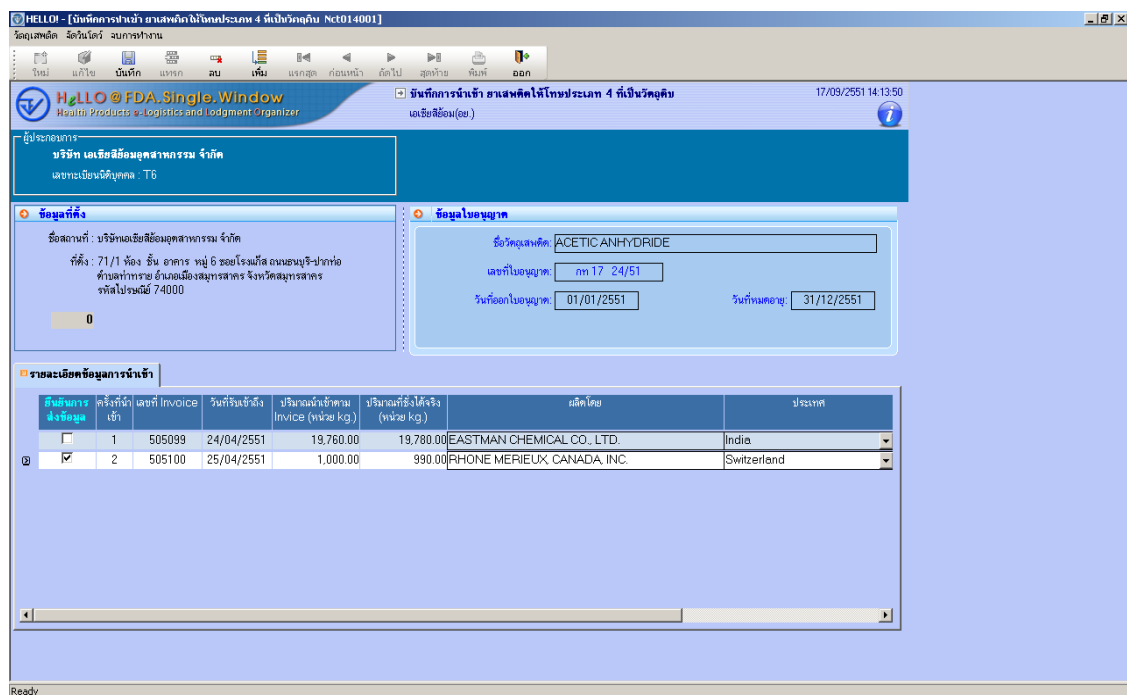 HELLO! - [บันทึกการนำเข้า ยาเสพติดให้โทษประเภท 4 ที่เป็นวัตถุดิบ Nct014001]
วัตถุเสพติด จัดวินโดว์ จบการทำงาน
ใหม่ แก้ไข บันทึก แทรก ลบ เพิ่ม แรกสุด ก่อนหน้า ถัดไป สุดท้าย พิมพ์ ออก
HeLLO @ FDA.Single.Window
Health Products e-Logistics and Lodgment Organizer
บันทึกการนำเข้า ยาเสพติดให้โทษประเภท 4 ที่เป็นวัตถุดิบ
17/09/2551 14:13:50
เอเชียสีย้อม(อย.)
ผู้ประกอบการ
บริษัท เอเชียสีย้อมอุตสาหกรรม จำกัด
เลขทะเบียนนิติบุคคล : T6
ข้อมูลที่ตั้ง
ชื่อสถานที่ : บริษัทเอเชียสีย้อมอุตสาหกรรม จำกัด
ที่ตั้ง : 71/1 ห้อง ชั้น อาคาร หมู่ 6 ซอยโรงแก๊ส ถนนธนบุรี-ปากท่อ
ตำบลท่าทราย อำเภอเมืองสมุทรสาคร จังหวัดสมุทรสาคร
รหัสไปรษณีย์ 74000
0
ข้อมูลใบอนุญาต
ชื่อวัตถุเสพติด: ACETIC ANHYDRIDE
เลขที่ใบอนุญาต: กท 17 24/51
วันที่ออกใบอนุญาต: 01/01/2551 วันที่หมดอายุ: 31/12/2551
รายละเอียดข้อมูลการนำเข้า
ยืนยันการ ครั้งที่นำ เลขที่ Invoice วันที่รับเข้าถึง ปริมาณนำเข้าตาม ปริมาณที่ชั่งได้จริง ผลิตโดย ประเทศ
ส่งข้อมูล เข้า Invice (หน่วย kg.) (หน่วย kg.)
1 505099 24/04/2551 19,760.00 19,780.00 EASTMAN CHEMICAL CO., LTD. India
2 505100 25/04/2551 1,000.00 990.00 RHONE MERIEUX, CANADA, INC. Switzerland
Ready